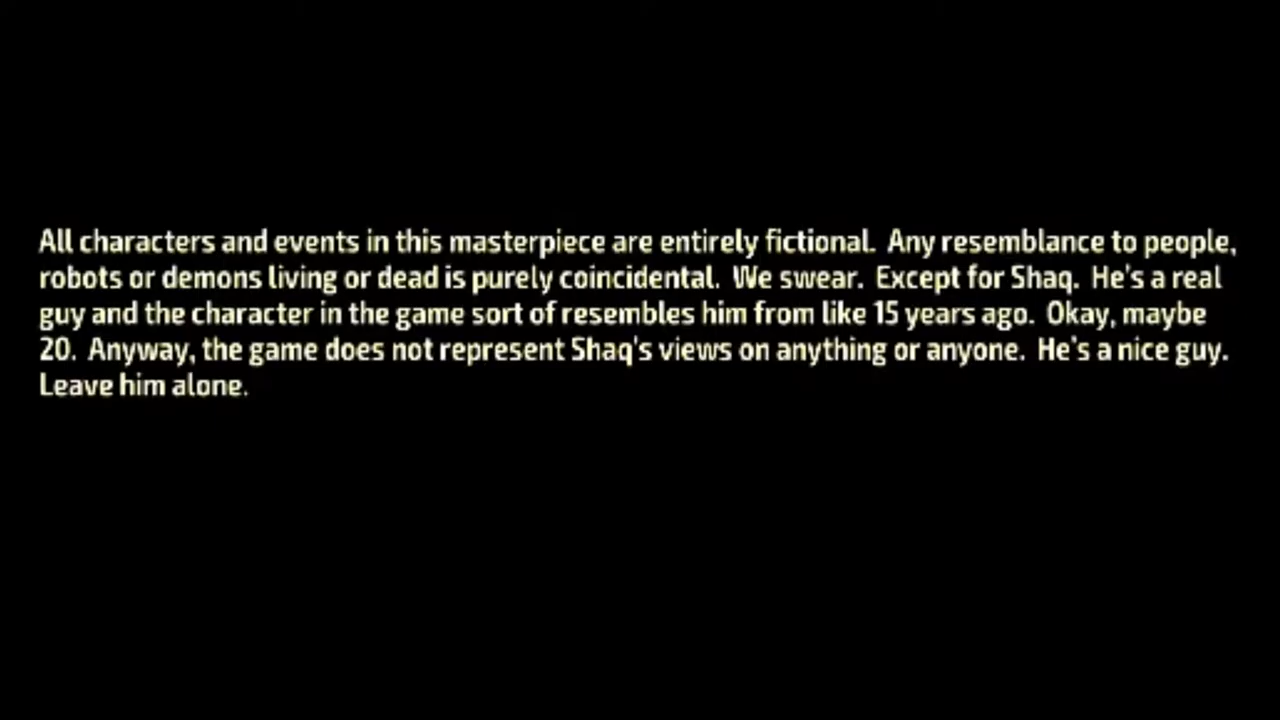 All characters and events in this masterpiece are entirely fictional.  Any resemblance to people,
robots or demons living or dead is purely coincidental.  We swear.  Except for Shaq.  He's a real
guy and the character in the game sort of resembles him from like 15 years ago.  Okay, maybe
20.  Anyway, the game does not represent Shaq's views on anything or anyone.  He's a nice guy.
Leave him alone.